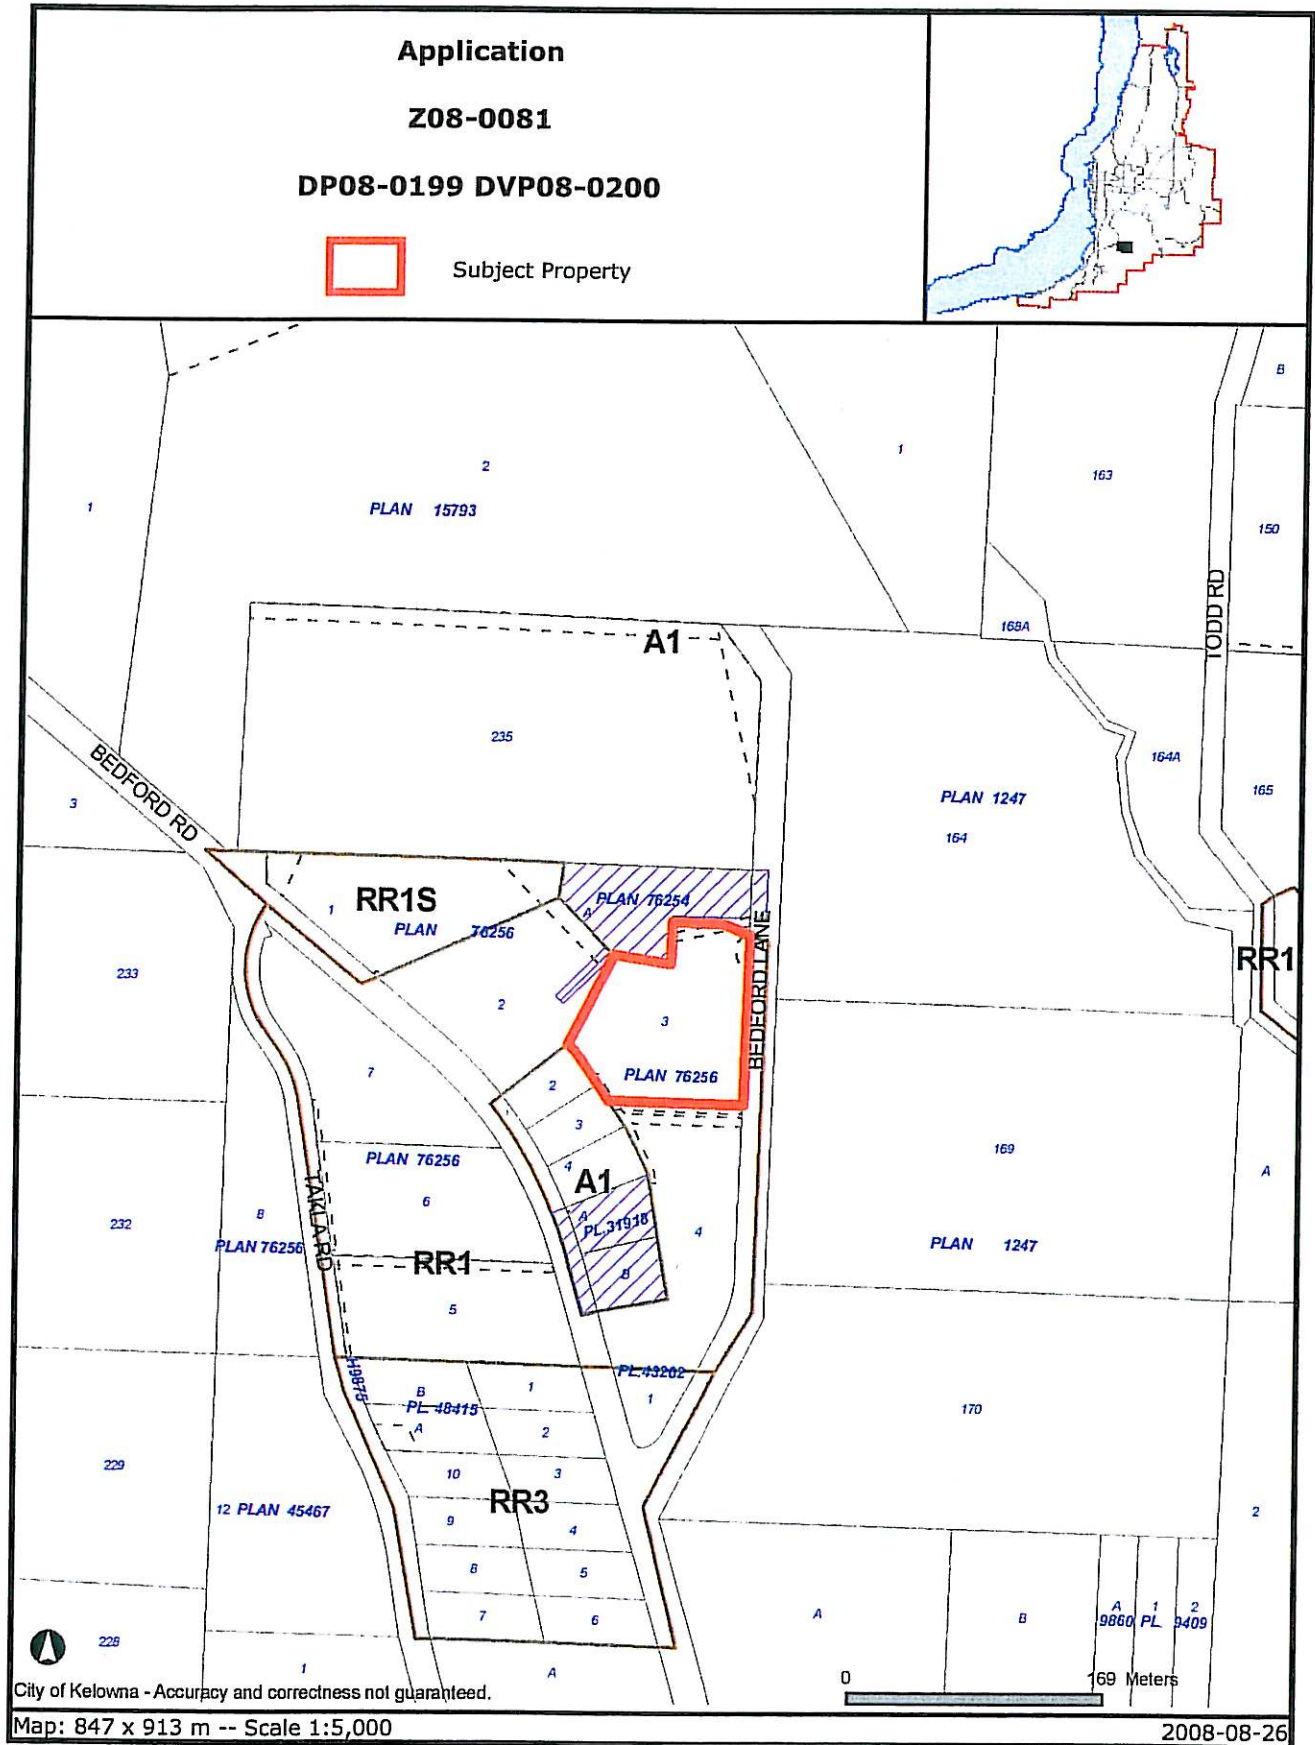 Application
Z08-0081
DP08-0199 DVP08-0200
Subject Property
B
1
163
2
1
PLAN 15793
150
168A
TODD RD
A1
235
164A
BEDFORD RD
PLAN 1247
165
3
164
RR1S
1
PLAN 76256
PLAN 76254
A
BEDFORD LANE
RR1
233
2
3
7
PLAN 76256
2
3
169
PLAN 76256
4
A1
A
6
B
232
PLAN 76256
TAKLA RD
A
PL.31918
4
PLAN 1247
RR1
B
5
H9875
PL.43202
B
1
1
PL 48415
170
A
2
229
10
3
RR3
12 PLAN 45467
9
4
2
8
5
A
B
A
9860
1
PL
2
9409
7
6
228
1
A
0
169 Meters
City of Kelowna - Accuracy and correctness not guaranteed.
Map: 847 x 913 m -- Scale 1:5,000
2008-08-26